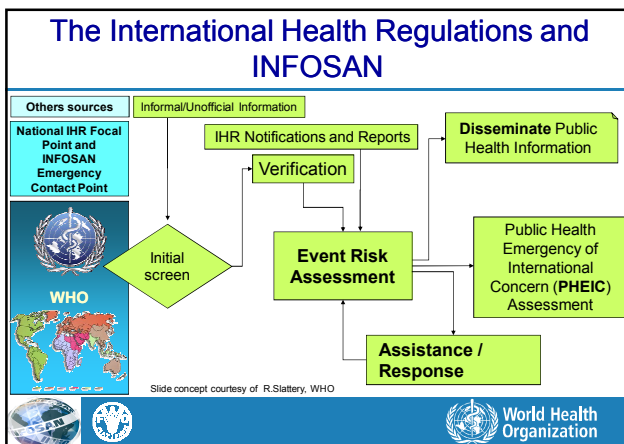 The International Health Regulations and
INFOSAN
Others sources
Informal/Unofficial Information
National IHR Focal
Point and
INFOSAN
Emergency
Contact Point
IHR Notifications and Reports
Verification
Disseminate Public
Health Information
Initial
screen
WHO
Event Risk
Assessment
Public Health
Emergency of
International
Concern (PHEIC)
Assessment
Assistance /
Response
Slide concept courtesy of R.Slattery, WHO
World Health
Organization